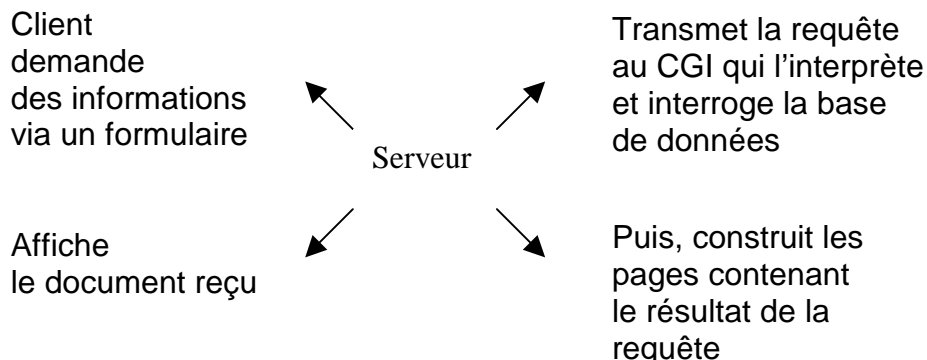 Client
demande
des informations
via un formulaire
Transmet la requête
au CGI qui l'interprète
et interroge la base
de données
Serveur
Affiche
le document reçu
Puis, construit les
pages contenant
le résultat de la
requête